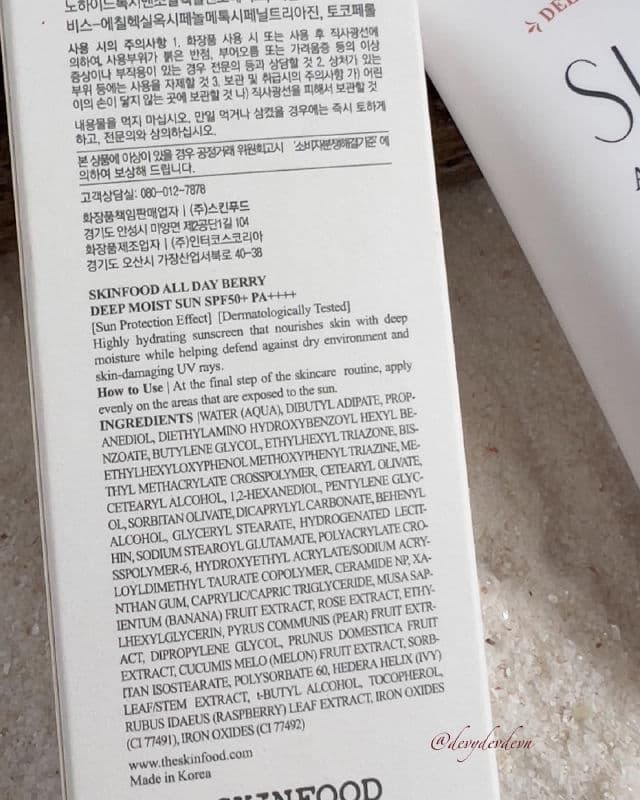 비스-에칠헥실옥시페놀메톡시페닐트리아진, 토코페롤
사용 시의 주의사항 1. 화장품 사용 시 또는 사용 후 직사광선에
의하여, 사용부위가 붉은 반점, 부어오름 또는 가려움증 등의 이상
증상이나 부작용이 있는 경우 전문의 등과 상담할 것 2. 상처가 있는
부위 등에는 사용을 자제할 것 3. 보관 및 취급시의 주의사항 가) 어린
이의 손이 닿지 않는 곳에 보관할 것 나) 직사광선을 피해서 보관할 것
내용물을 먹지 마십시오, 만일 먹거나 삼켰을 경우에는 즉시 토하게
하고, 전문의와 상의하십시오.
본 상품에 이상이 있을 경우 공정거래 위원회고시 '소비자분쟁해결기준'에
의하여 보상해 드립니다.
고객상담실: 080-012-7878
화장품책임판매업자 | (주)스킨푸드
경기도 안성시 미양면 제2공단1길 104
화장품제조업자 | (주)인터코스코리아
경기도 오산시 가장산업서북로 40-38
SKINFOOD ALL DAY BERRY
DEEP MOIST SUN SPF50+ PA++++
[Sun Protection Effect] [Dermatologically Tested]
Highly hydrating sunscreen that nourishes skin with deep
moisture while helping defend against dry environment and
skin-damaging UV rays.
How to Use | At the final step of the skincare routine, apply
evenly on the areas that are exposed to the sun.
INGREDIENTS |WATER (AQUA), DIBUTYL ADIPATE, PROP-
ANEDIOL, DIETHYLAMINO HYDROXYBENZOYL HEXYL BE-
NZOATE, BUTYLENE GLYCOL, ETHYLHEXYL TRIAZONE, BIS-
ETHYLHEXYLOXYPHENOL METHOXYPHENYL TRIAZINE, ME-
THYL METHACRYLATE CROSSPOLYMER, CETEARYL OLIVATE,
CETEARYL ALCOHOL, 1,2-HEXANEDIOL, PENTYLENE GLYC-
OL, SORBITAN OLIVATE, DICAPRYLYL CARBONATE, BEHENYL
ALCOHOL, GLYCERYL STEARATE, HYDROGENATED LECIT-
HIN, SODIUM STEAROYL GLUTAMATE, POLYACRYLATE CRO-
SSPOLYMER-6, HYDROXYETHYL ACRYLATE/SODIUM ACRY-
LOYLDIMETHYL TAURATE COPOLYMER, CERAMIDE NP, XA-
NTHAN GUM, CAPRYLIC/CAPRIC TRIGLYCERIDE, MUSA SAP-
IENTUM (BANANA) FRUIT EXTRACT, ROSE EXTRACT, ETHY-
LHEXYLGLYCERIN, PYRUS COMMUNIS (PEAR) FRUIT EXTR-
ACT, DIPROPYLENE GLYCOL, PRUNUS DOMESTICA FRUIT
EXTRACT, CUCUMIS MELO (MELON) FRUIT EXTRACT, SORB-
ITAN ISOSTEARATE, POLYSORBATE 60, HEDERA HELIX (IVY)
LEAF/STEM EXTRACT, t-BUTYL ALCOHOL, TOCOPHEROL,
RUBUS IDAEUS (RASPBERRY) LEAF EXTRACT, IRON OXIDES
(CI 77491), IRON OXIDES (CI 77492)
www.theskinfood.com
Made in Korea
SKINFOOD
@devydevdevn